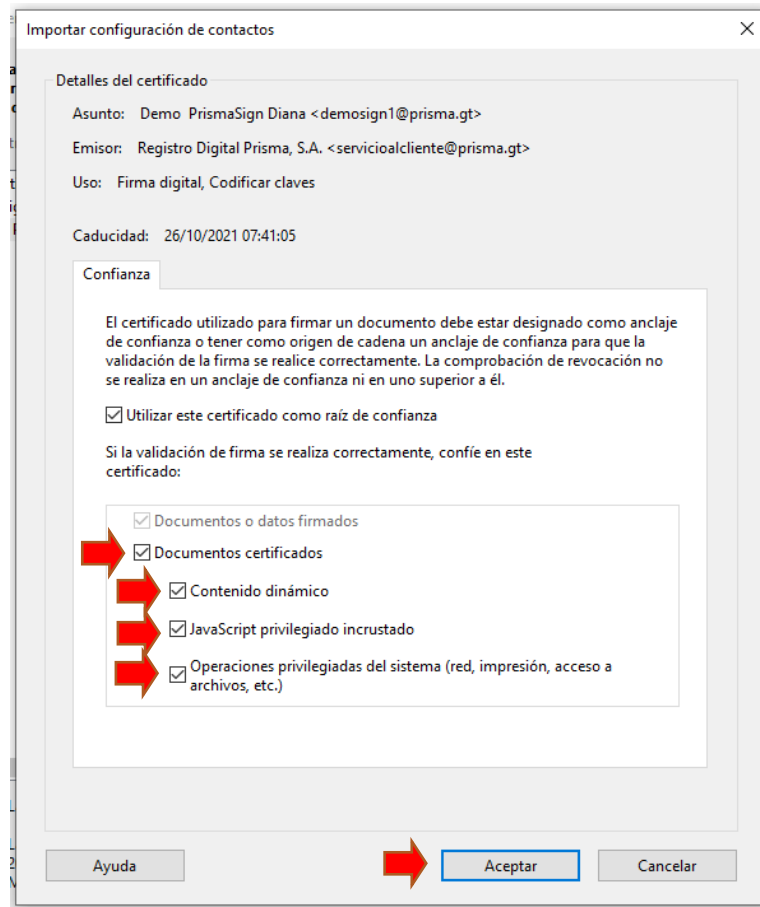 Importar configuración de contactos
Detalles del certificado
Asunto: Demo PrismaSign Diana <demosign1@prisma.gt>
Emisor: Registro Digital Prisma, S.A. <servicioalcliente@prisma.gt>
Uso: Firma digital, Codificar claves
Caducidad: 26/10/2021 07:41:05
Confianza
El certificado utilizado para firmar un documento debe estar designado como anclaje
de confianza o tener como origen de cadena un anclaje de confianza para que la
validación de la firma se realice correctamente. La comprobación de revocación no
se realiza en un anclaje de confianza ni en uno superior a él.
Utilizar este certificado como raíz de confianza
Si la validación de firma se realiza correctamente, confíe en este
certificado:
Documentos o datos firmados
Documentos certificados
Contenido dinámico
JavaScript privilegiado incrustado
Operaciones privilegiadas del sistema (red, impresión, acceso a
archivos, etc.)
Ayuda
Aceptar
Cancelar